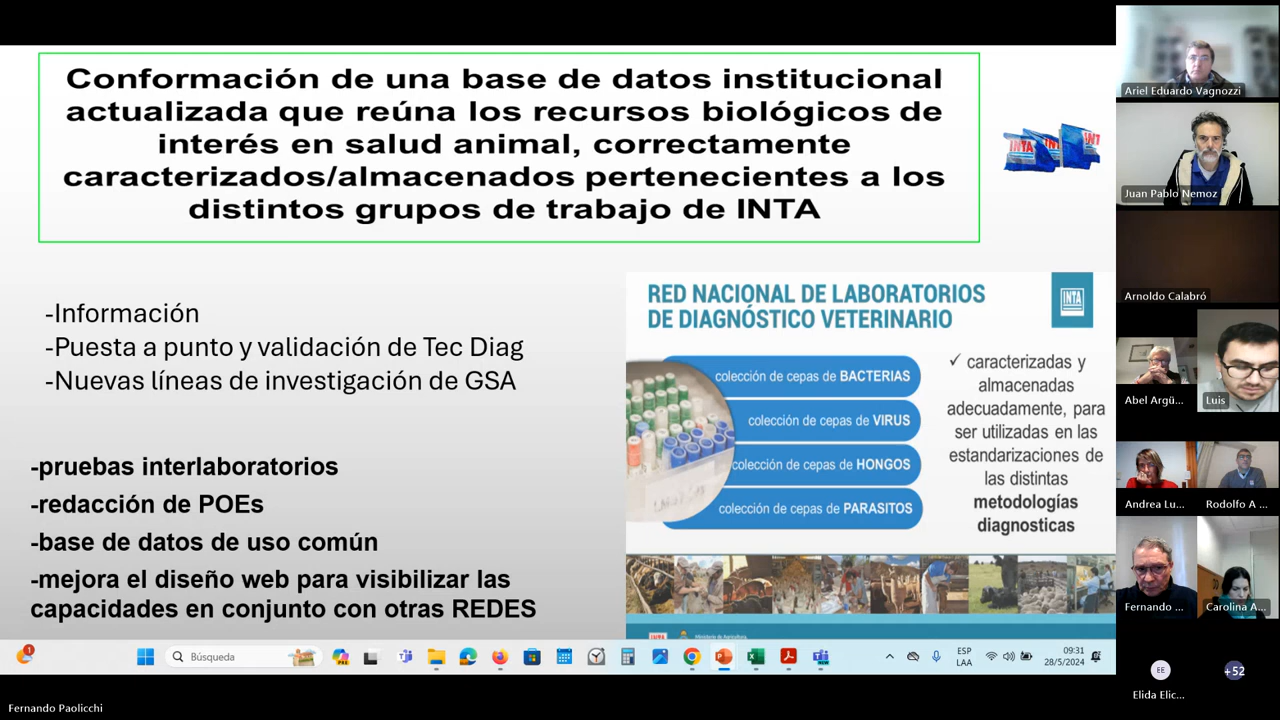 Conformación de una base de datos institucional
actualizada que reúna los recursos biológicos de
interés en salud animal, correctamente
caracterizados/almacenados pertenecientes a los
distintos grupos de trabajo de INTA
INTA
-Información
-Puesta a punto y validación de Tec Diag
-Nuevas líneas de investigación de GSA
-pruebas interlaboratorios
-redacción de POEs
-base de datos de uso común
-mejora el diseño web para visibilizar las
capacidades en conjunto con otras REDES
RED NACIONAL DE LABORATORIOS
DE DIAGNÓSTICO VETERINARIO
INTA
colección de cepas de BACTERIAS
colección de cepas de VIRUS
colección de cepas de HONGOS
colección de cepas de PARASITOS
✓ caracterizadas y
almacenadas
adecuadamente, para
ser utilizadas en las
estandarizaciones de
las distintas
metodologías
diagnosticas
INTA
Ministerio de Agricultura,
1
Búsqueda
ESP
LAA
09:31
28/5/2024
Fernando Paolicchi
Ariel Eduardo Vagnozzi
Juan Pablo Nemoz
Arnoldo Calabró
Abel Argü...
Luis
Andrea Lu...
Rodolfo A ...
Fernando ...
Carolina A...
EE
+52
Elida Elic...